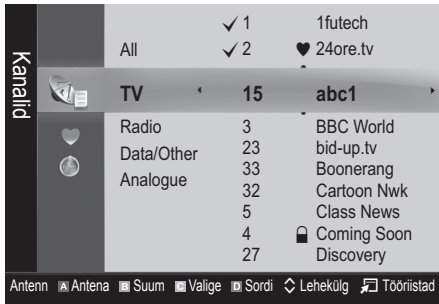 Kanalid
✓ 1 1futech
All ✓ 2 ♥ 24ore.tv
TV 15 abc1
Radio 3 BBC World
Data/Other 23 bid-up.tv
Analogue 33 Boonerang
32 Cartoon Nwk
5 Class News
4 Coming Soon
27 Discovery
Antenn A Antena B Suum C Valige D Sordi Lehekülg Tööriistad